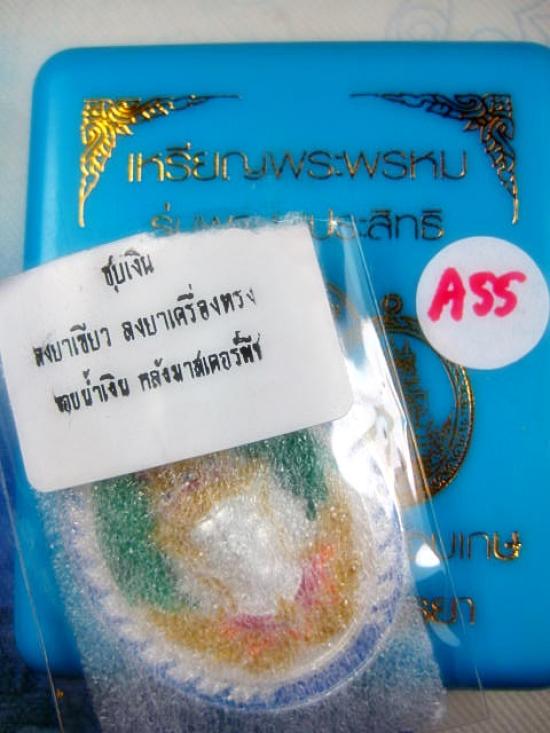 เหรียญพระพรหม
ประสิทธิ์
A55
ชุบเงิน
ลงยาเขียว ลงยาเครื่องทรง
ขอบน้ำเงิน หลังมาสเตอร์พีช